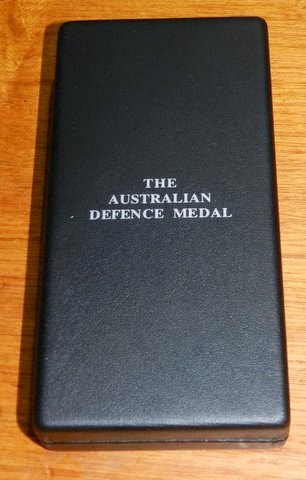 THE
AUSTRALIAN
DEFENCE MEDAL